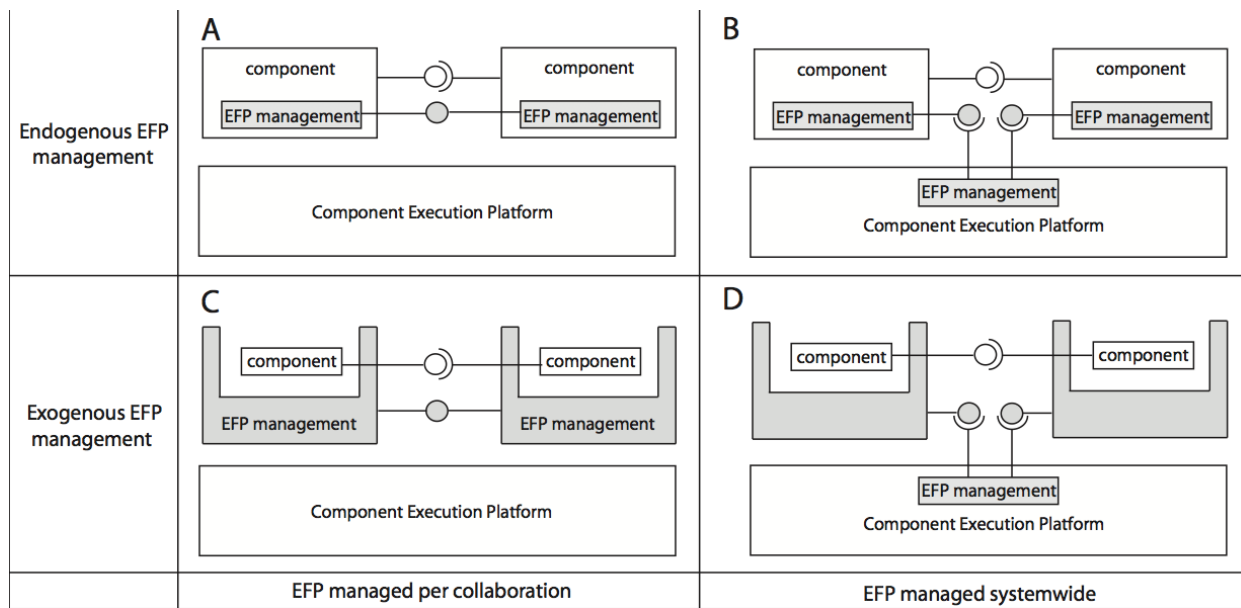 A
B
component
component
component
component
EFP management
EFP management
EFP management
EFP management
Endogenous EFP
management
EFP management
Component Execution Platform
Component Execution Platform
C
D
component
component
component
component
EFP management
EFP management
Exogenous EFP
management
EFP management
Component Execution Platform
Component Execution Platform
EFP managed per collaboration
EFP managed systemwide